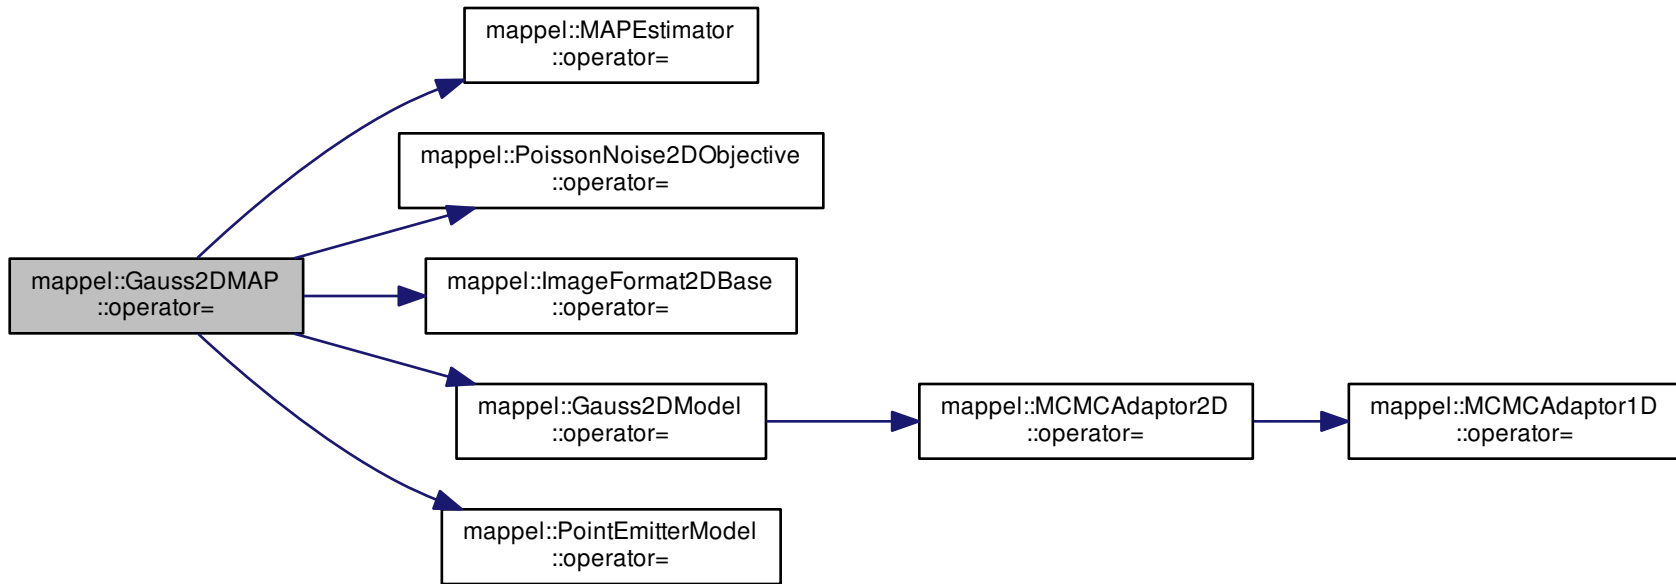 mappel::MAPEstimator
::operator=
mappel::PoissonNoise2DObjective
::operator=
mappel::Gauss2DMAP
::operator=
mappel::ImageFormat2DBase
::operator=
mappel::Gauss2DModel
::operator=
mappel::MCMCAdaptor2D
::operator=
mappel::MCMCAdaptor1D
::operator=
mappel::PointEmitterModel
::operator=